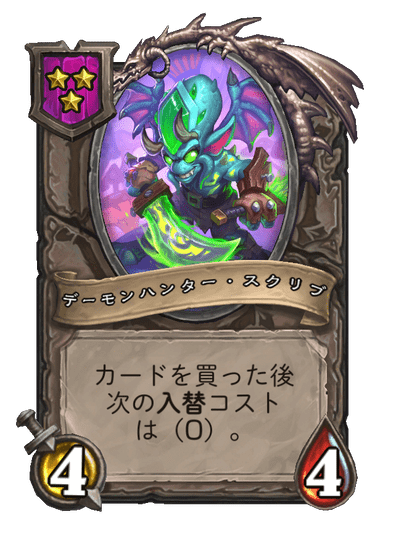 デーモンハンター・スクリブ
カードを買った後
次の入替コスト
は（0）。
4
4